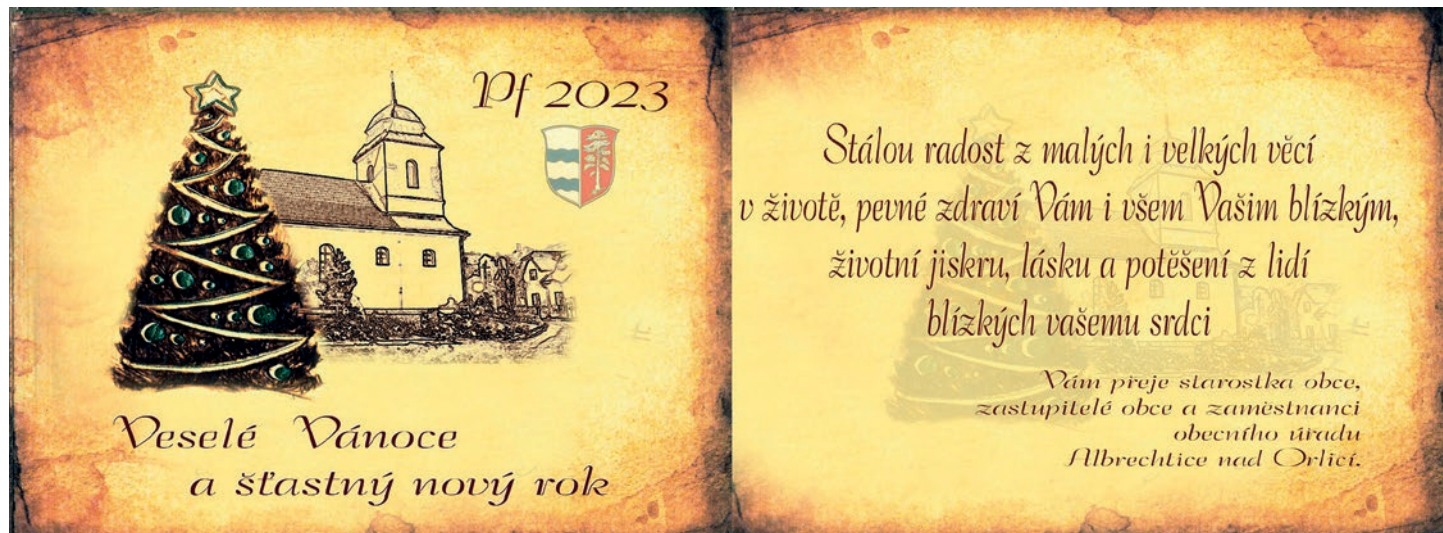 Pf 2023
Veselé Vánoce
a šťastný nový rok
Stálou radost z malých i velkých věcí
v životě, pevné zdraví Vám i všem Vašim blízkým,
životní jiskru, lásku a potěšení z lidí
blízkých vašemu srdci
Vám přeje starostka obce,
zastupitelé obce a zaměstnanci
obecního úřadu
Albrechtice nad Orlicí.